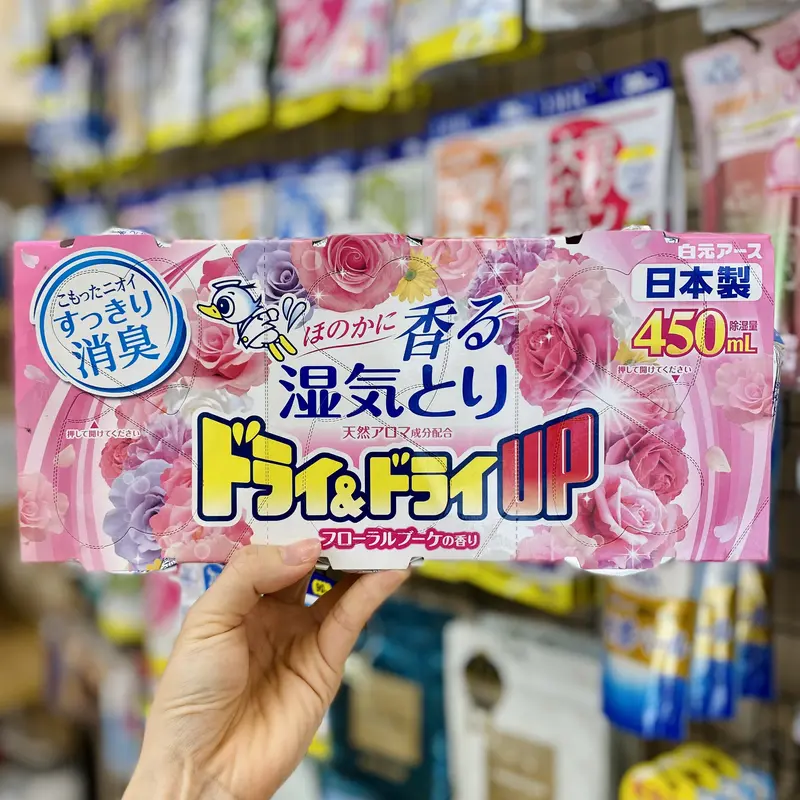 こもったニオイ
すっきり
消臭
押して開けてください
ほのかに香る
湿気とり
天然アロマ成分配合
ドライ&ドライUP
フローラルブーケの香り
白元アース
日本製
450mL
除湿量
押して開けてください